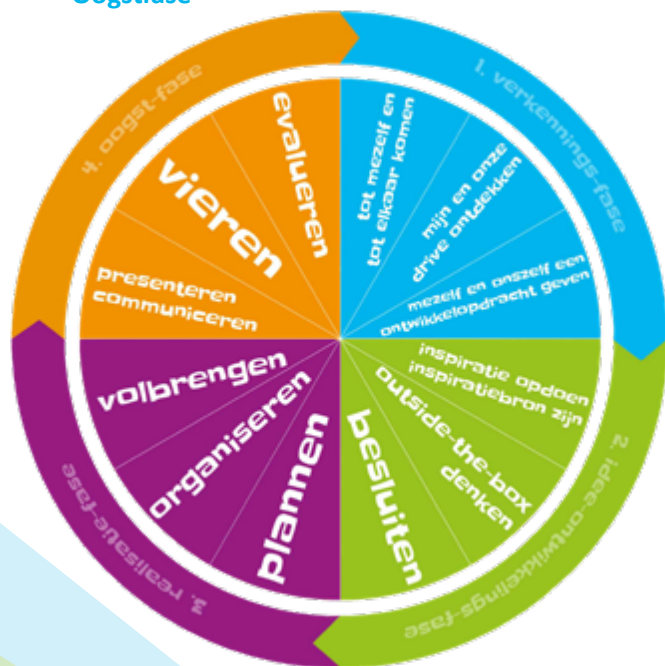 Oogstfase
1. verkennings-fase
tot mezelf en
tot elkaar komen
mijn en onze
drive ontdekken
mezelf en onszelf een
ontwikkelopdracht geven
2. idee-ontwikkelings-fase
inspiratie opdoen
inspiratiebron zijn
outside-the-box
denken
besluiten
3. realisatie-fase
plannen
organiseren
volbrengen
4. oogst-fase
presenteren
communiceren
vieren
evalueren